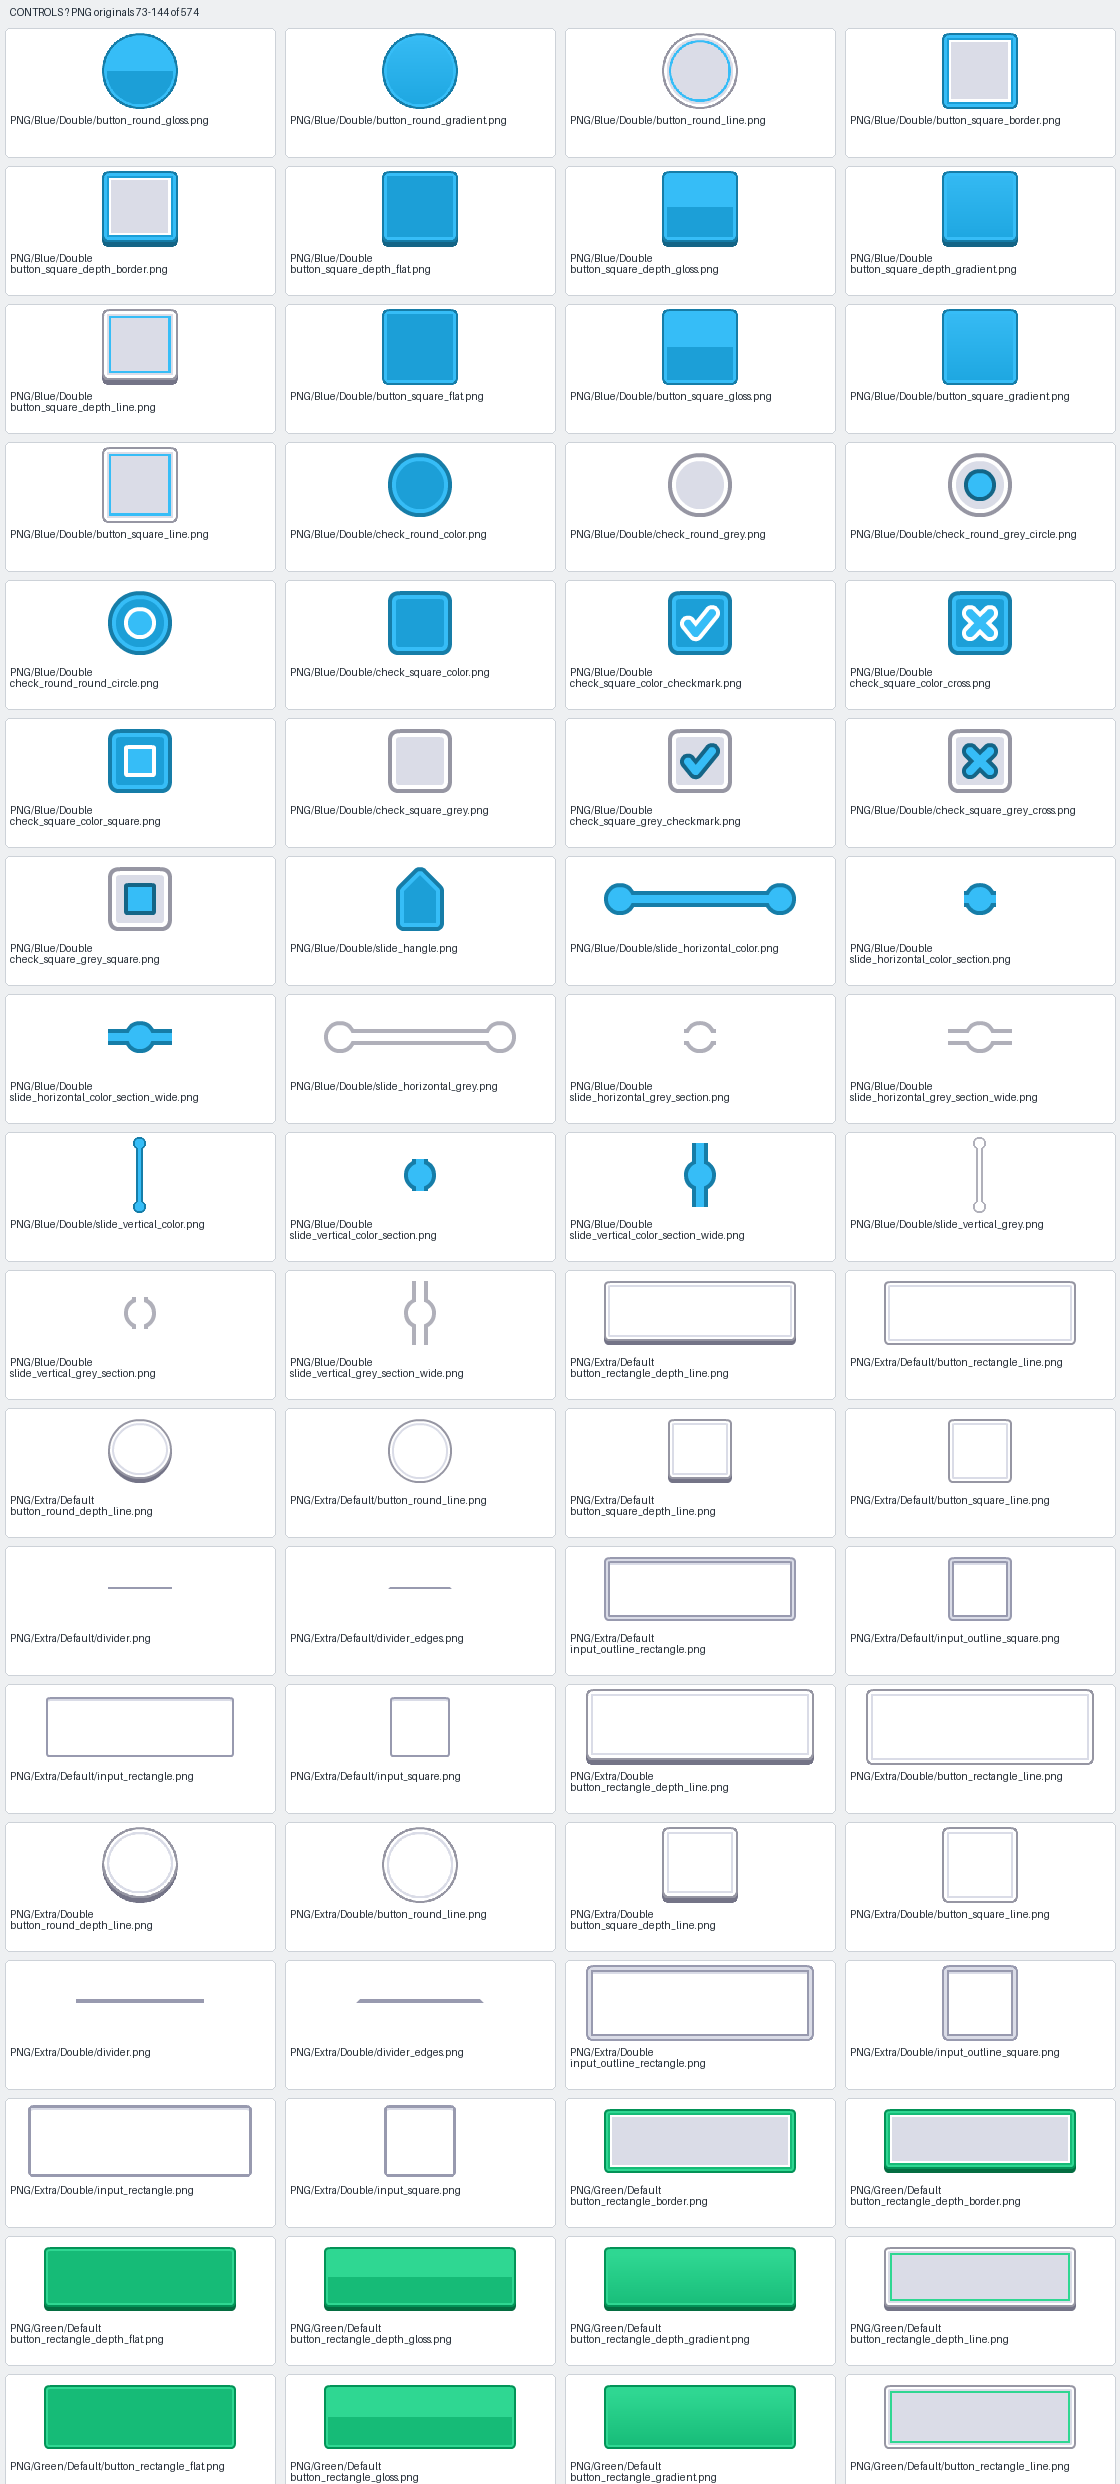 CONTROLS ? PNG originals 73-144 of 574
PNG/Blue/Double/button_round_gloss.png
PNG/Blue/Double/button_round_gradient.png
PNG/Blue/Double/button_round_line.png
PNG/Blue/Double/button_square_border.png
PNG/Blue/Double
button_square_depth_border.png
PNG/Blue/Double
button_square_depth_flat.png
PNG/Blue/Double
button_square_depth_gloss.png
PNG/Blue/Double
button_square_depth_gradient.png
PNG/Blue/Double
button_square_depth_line.png
PNG/Blue/Double/button_square_flat.png
PNG/Blue/Double/button_square_gloss.png
PNG/Blue/Double/button_square_gradient.png
PNG/Blue/Double/button_square_line.png
PNG/Blue/Double/check_round_color.png
PNG/Blue/Double/check_round_grey.png
PNG/Blue/Double/check_round_grey_circle.png
PNG/Blue/Double
check_round_round_circle.png
PNG/Blue/Double/check_square_color.png
PNG/Blue/Double
check_square_color_checkmark.png
PNG/Blue/Double
check_square_color_cross.png
PNG/Blue/Double
check_square_color_square.png
PNG/Blue/Double/check_square_grey.png
PNG/Blue/Double
check_square_grey_checkmark.png
PNG/Blue/Double/check_square_grey_cross.png
PNG/Blue/Double
check_square_grey_square.png
PNG/Blue/Double/slide_hangle.png
PNG/Blue/Double/slide_horizontal_color.png
PNG/Blue/Double
slide_horizontal_color_section.png
PNG/Blue/Double
slide_horizontal_color_section_wide.png
PNG/Blue/Double/slide_horizontal_grey.png
PNG/Blue/Double
slide_horizontal_grey_section.png
PNG/Blue/Double
slide_horizontal_grey_section_wide.png
PNG/Blue/Double/slide_vertical_color.png
PNG/Blue/Double
slide_vertical_color_section.png
PNG/Blue/Double
slide_vertical_color_section_wide.png
PNG/Blue/Double/slide_vertical_grey.png
PNG/Blue/Double
slide_vertical_grey_section.png
PNG/Blue/Double
slide_vertical_grey_section_wide.png
PNG/Extra/Default
button_rectangle_depth_line.png
PNG/Extra/Default/button_rectangle_line.png
PNG/Extra/Default
button_round_depth_line.png
PNG/Extra/Default/button_round_line.png
PNG/Extra/Default
button_square_depth_line.png
PNG/Extra/Default/button_square_line.png
PNG/Extra/Default/divider.png
PNG/Extra/Default/divider_edges.png
PNG/Extra/Default
input_outline_rectangle.png
PNG/Extra/Default/input_outline_square.png
PNG/Extra/Default/input_rectangle.png
PNG/Extra/Default/input_square.png
PNG/Extra/Double
button_rectangle_depth_line.png
PNG/Extra/Double/button_rectangle_line.png
PNG/Extra/Double
button_round_depth_line.png
PNG/Extra/Double/button_round_line.png
PNG/Extra/Double
button_square_depth_line.png
PNG/Extra/Double/button_square_line.png
PNG/Extra/Double/divider.png
PNG/Extra/Double/divider_edges.png
PNG/Extra/Double
input_outline_rectangle.png
PNG/Extra/Double/input_outline_square.png
PNG/Extra/Double/input_rectangle.png
PNG/Extra/Double/input_square.png
PNG/Green/Default
button_rectangle_border.png
PNG/Green/Default
button_rectangle_depth_border.png
PNG/Green/Default
button_rectangle_depth_flat.png
PNG/Green/Default
button_rectangle_depth_gloss.png
PNG/Green/Default
button_rectangle_depth_gradient.png
PNG/Green/Default
button_rectangle_depth_line.png
PNG/Green/Default/button_rectangle_flat.png
PNG/Green/Default
button_rectangle_gloss.png
PNG/Green/Default
button_rectangle_gradient.png
PNG/Green/Default/button_rectangle_line.png